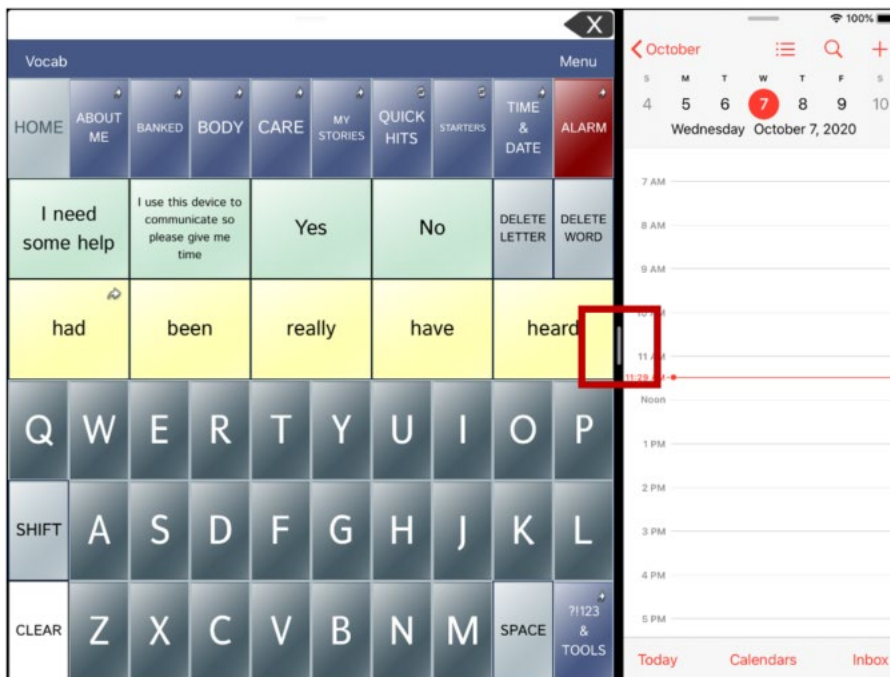 X
Vocab
Menu
HOME
ABOUT
ME
BANKED
BODY
CARE
MY
STORIES
QUICK
HITS
STARTERS
TIME
&
DATE
ALARM
I need
some help
I use this device to
communicate so
please give me
time
Yes
No
DELETE
LETTER
DELETE
WORD
had
been
really
have
heard
Q W E R T Y U I O P
SHIFT
A S D F G H J K L
CLEAR
Z X C V B N M
SPACE
?!123
&
TOOLS
100%
October
S M T W T F S
4 5 6 7 8 9 10
Wednesday October 7, 2020
7 AM
8 AM
9 AM
10 AM
11 AM
11:29 AM
Noon
1 PM
2 PM
3 PM
4 PM
5 PM
Today
Calendars
Inbox